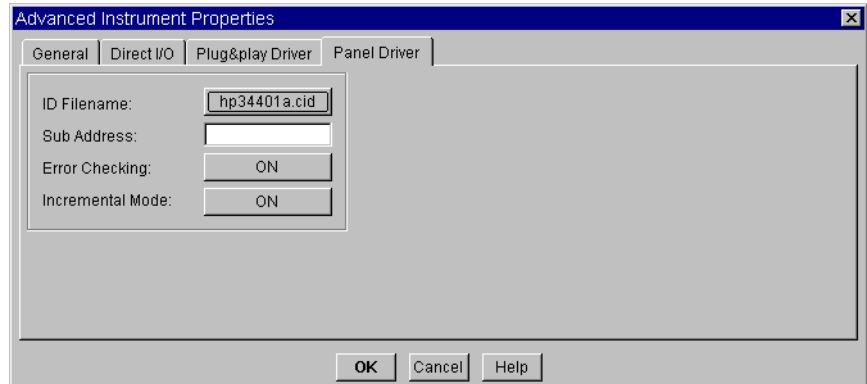 Advanced Instrument Properties
General Direct I/O Plug&play Driver Panel Driver
ID Filename: hp34401a.cid
Sub Address:
Error Checking: ON
Incremental Mode: ON
OK Cancel Help